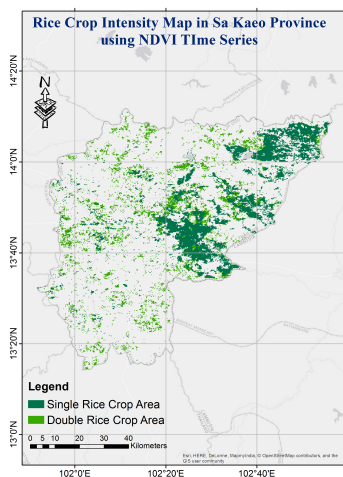 Rice Crop Intensity Map in Sa Kaeo Province
using NDVI TIme Series
N
14°20'N
14°0'N
13°40'N
13°20'N
13°0'N
Legend
Single Rice Crop Area
Double Rice Crop Area
0 5 10 20 30 40
Kilometers
Esri, HERE, DeLorme, MapmyIndia, © OpenStreetMap contributors, and the
GIS user community
102°0'E 102°20'E 102°40'E